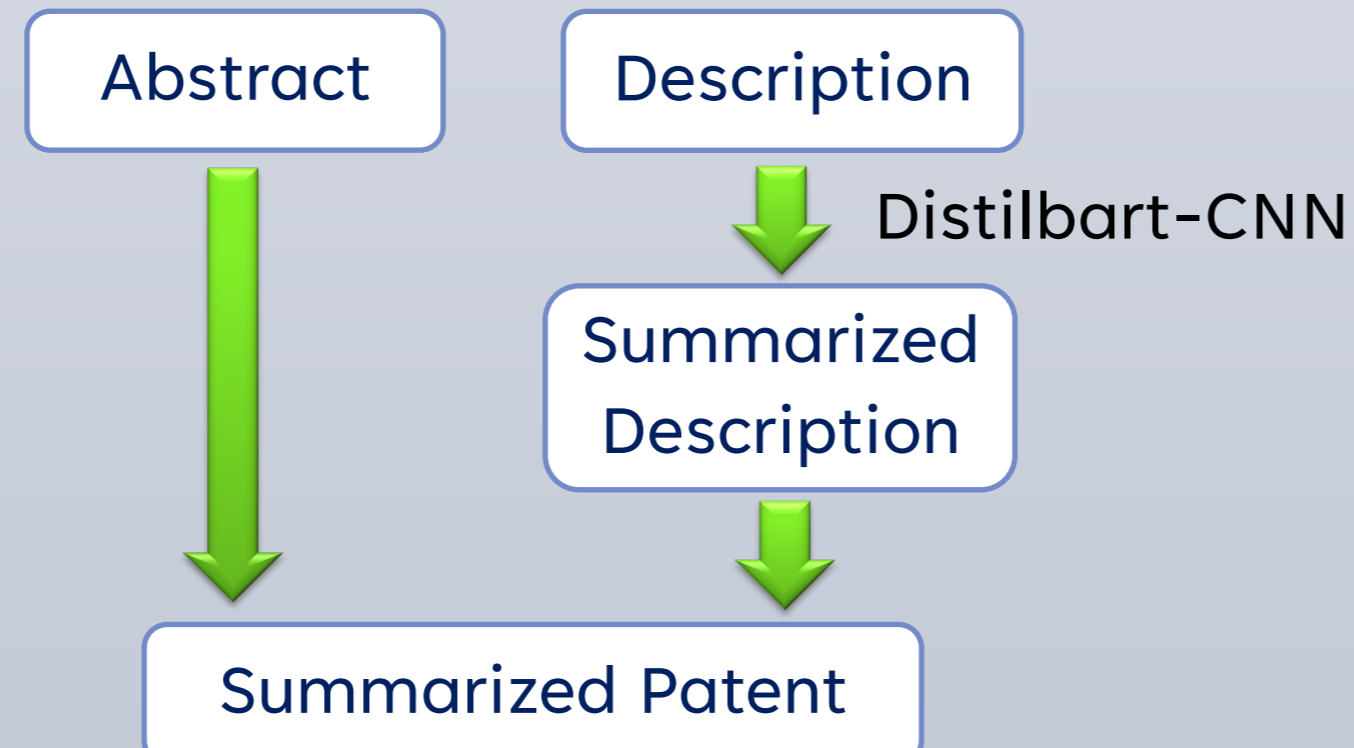 Abstract
Description
Distilbart-CNN
Summarized
Description
Summarized Patent